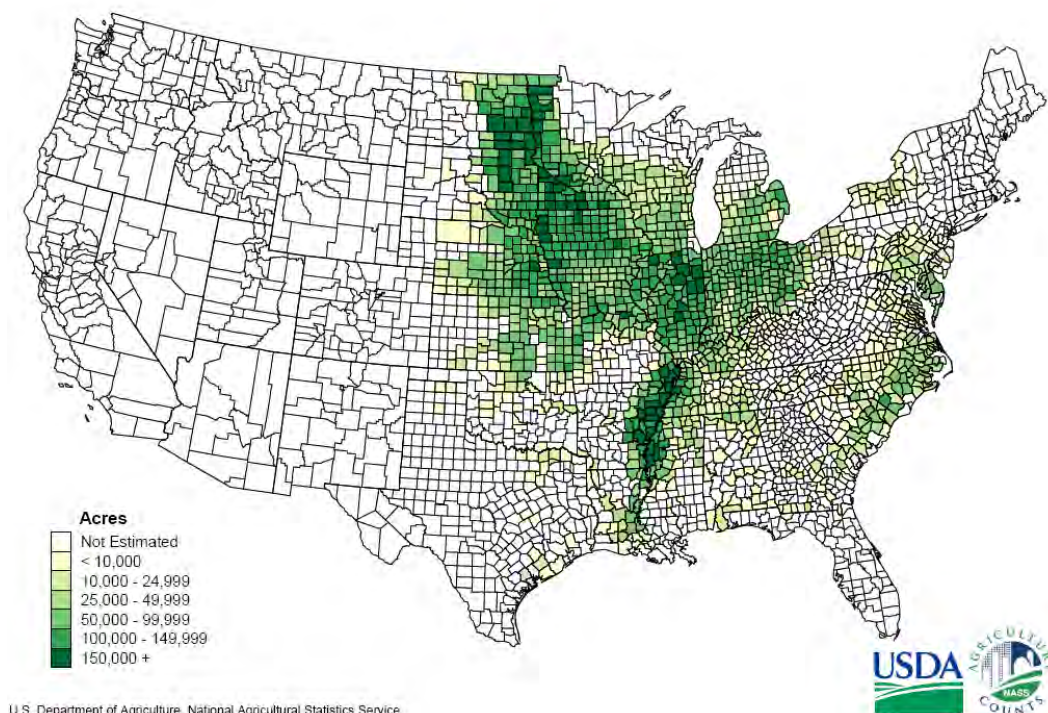 Acres
Not Estimated
< 10,000
10,000 - 24,999
25,000 - 49,999
50,000 - 99,999
100,000 - 149,999
150,000 +
USDA
AGRICULTURE
NASS
COUNTS
U.S. Department of Agriculture, National Agricultural Statistics Service